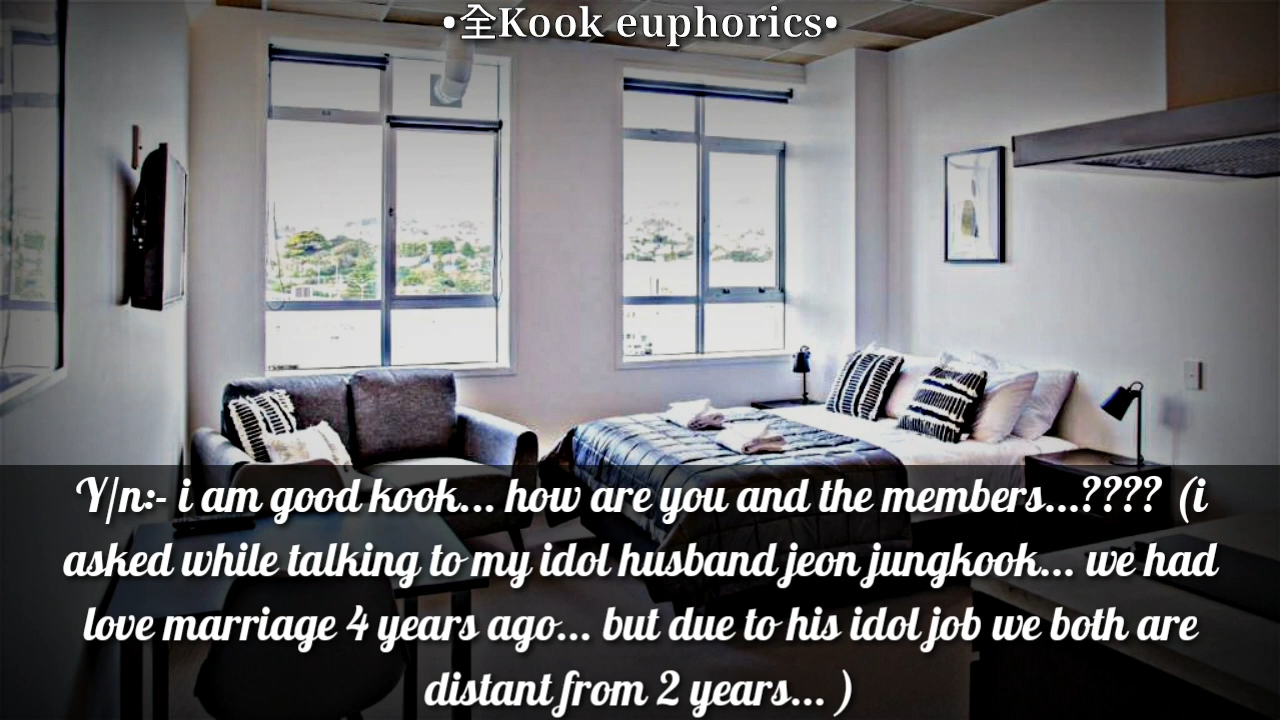 •全Kook euphorics•
Y/n:- i am good kook... how are you and the members...???? (i
asked while talking to my idol husband jeon jungkook... we had
love marriage 4 years ago... but due to his idol job we both are
distant from 2 years... )